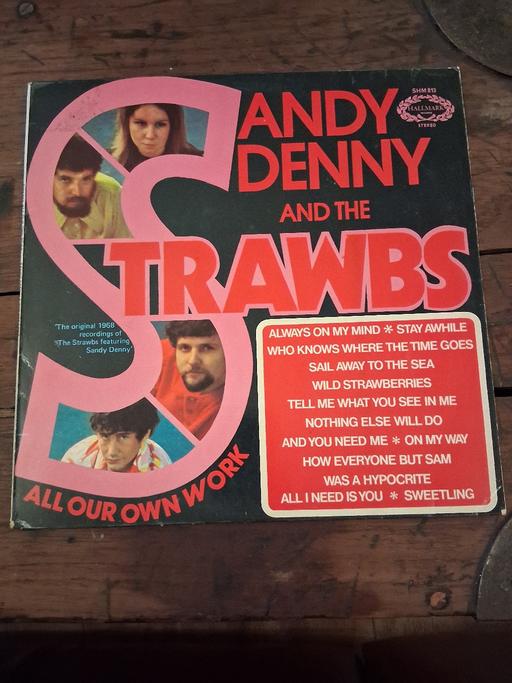 SANDY
DENNY
AND THE
STRAWBS
SHM 813
HALLMARK
STEREO
"The original 1968
recordings of
'The Strawbs featuring
Sandy Denny'
ALWAYS ON MY MIND * STAY AWHILE
WHO KNOWS WHERE THE TIME GOES
SAIL AWAY TO THE SEA
WILD STRAWBERRIES
TELL ME WHAT YOU SEE IN ME
NOTHING ELSE WILL DO
AND YOU NEED ME * ON MY WAY
HOW EVERYONE BUT SAM
WAS A HYPOCRITE
ALL I NEED IS YOU * SWEETLING
ALL OUR OWN WORK